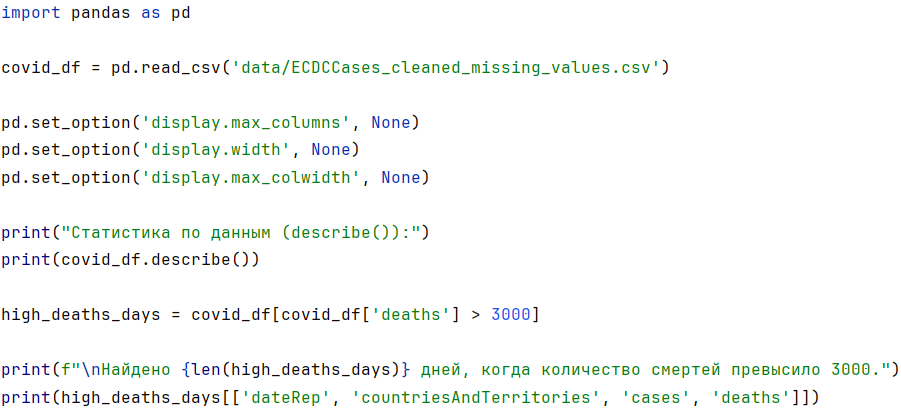 import pandas as pd
covid_df = pd.read_csv('data/ECDCCases_cleaned_missing_values.csv')
pd.set_option('display.max_columns', None)
pd.set_option('display.width', None)
pd.set_option('display.max_colwidth', None)
print("Статистика по данным (describe()):")
print(covid_df.describe())
high_deaths_days = covid_df[covid_df['deaths'] > 3000]
print(f"\nНайдено {len(high_deaths_days)} дней, когда количество смертей превысило 3000.")
print(high_deaths_days[['dateRep', 'countriesAndTerritories', 'cases', 'deaths']])